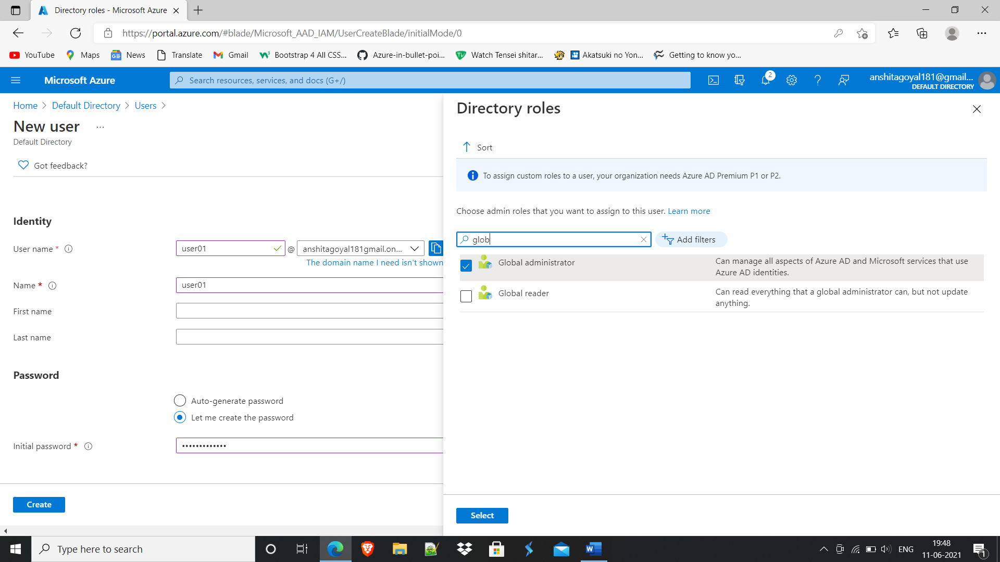 Directory roles - Microsoft Azure
https://portal.azure.com/#blade/Microsoft_AAD_IAM/UserCreateBlade/initialMode/0
YouTube Maps News Translate Gmail Bootstrap 4 All CSS... Azure-in-bullet-poi... Watch Tensei shitar... Akatsuki no Yon... Getting to know yo...
Microsoft Azure
Search resources, services, and docs (G+/)
2
anshitagoyal181@gmail...
DEFAULT DIRECTORY
Home > Default Directory > Users >
New user ...
Default Directory
Got feedback?
Identity
User name *
user01 @ anshitagoyal181gmail.on...
The domain name I need isn't shown
Name *
user01
First name
Last name
Password
Auto-generate password
Let me create the password
Initial password *
•••••••••••••
Create
Directory roles
Sort
To assign custom roles to a user, your organization needs Azure AD Premium P1 or P2.
Choose admin roles that you want to assign to this user. Learn more
glob
Add filters
Global administrator
Can manage all aspects of Azure AD and Microsoft services that use
Azure AD identities.
Global reader
Can read everything that a global administrator can, but not update
anything.
Select
Type here to search
ENG
19:48
11-06-2021
1